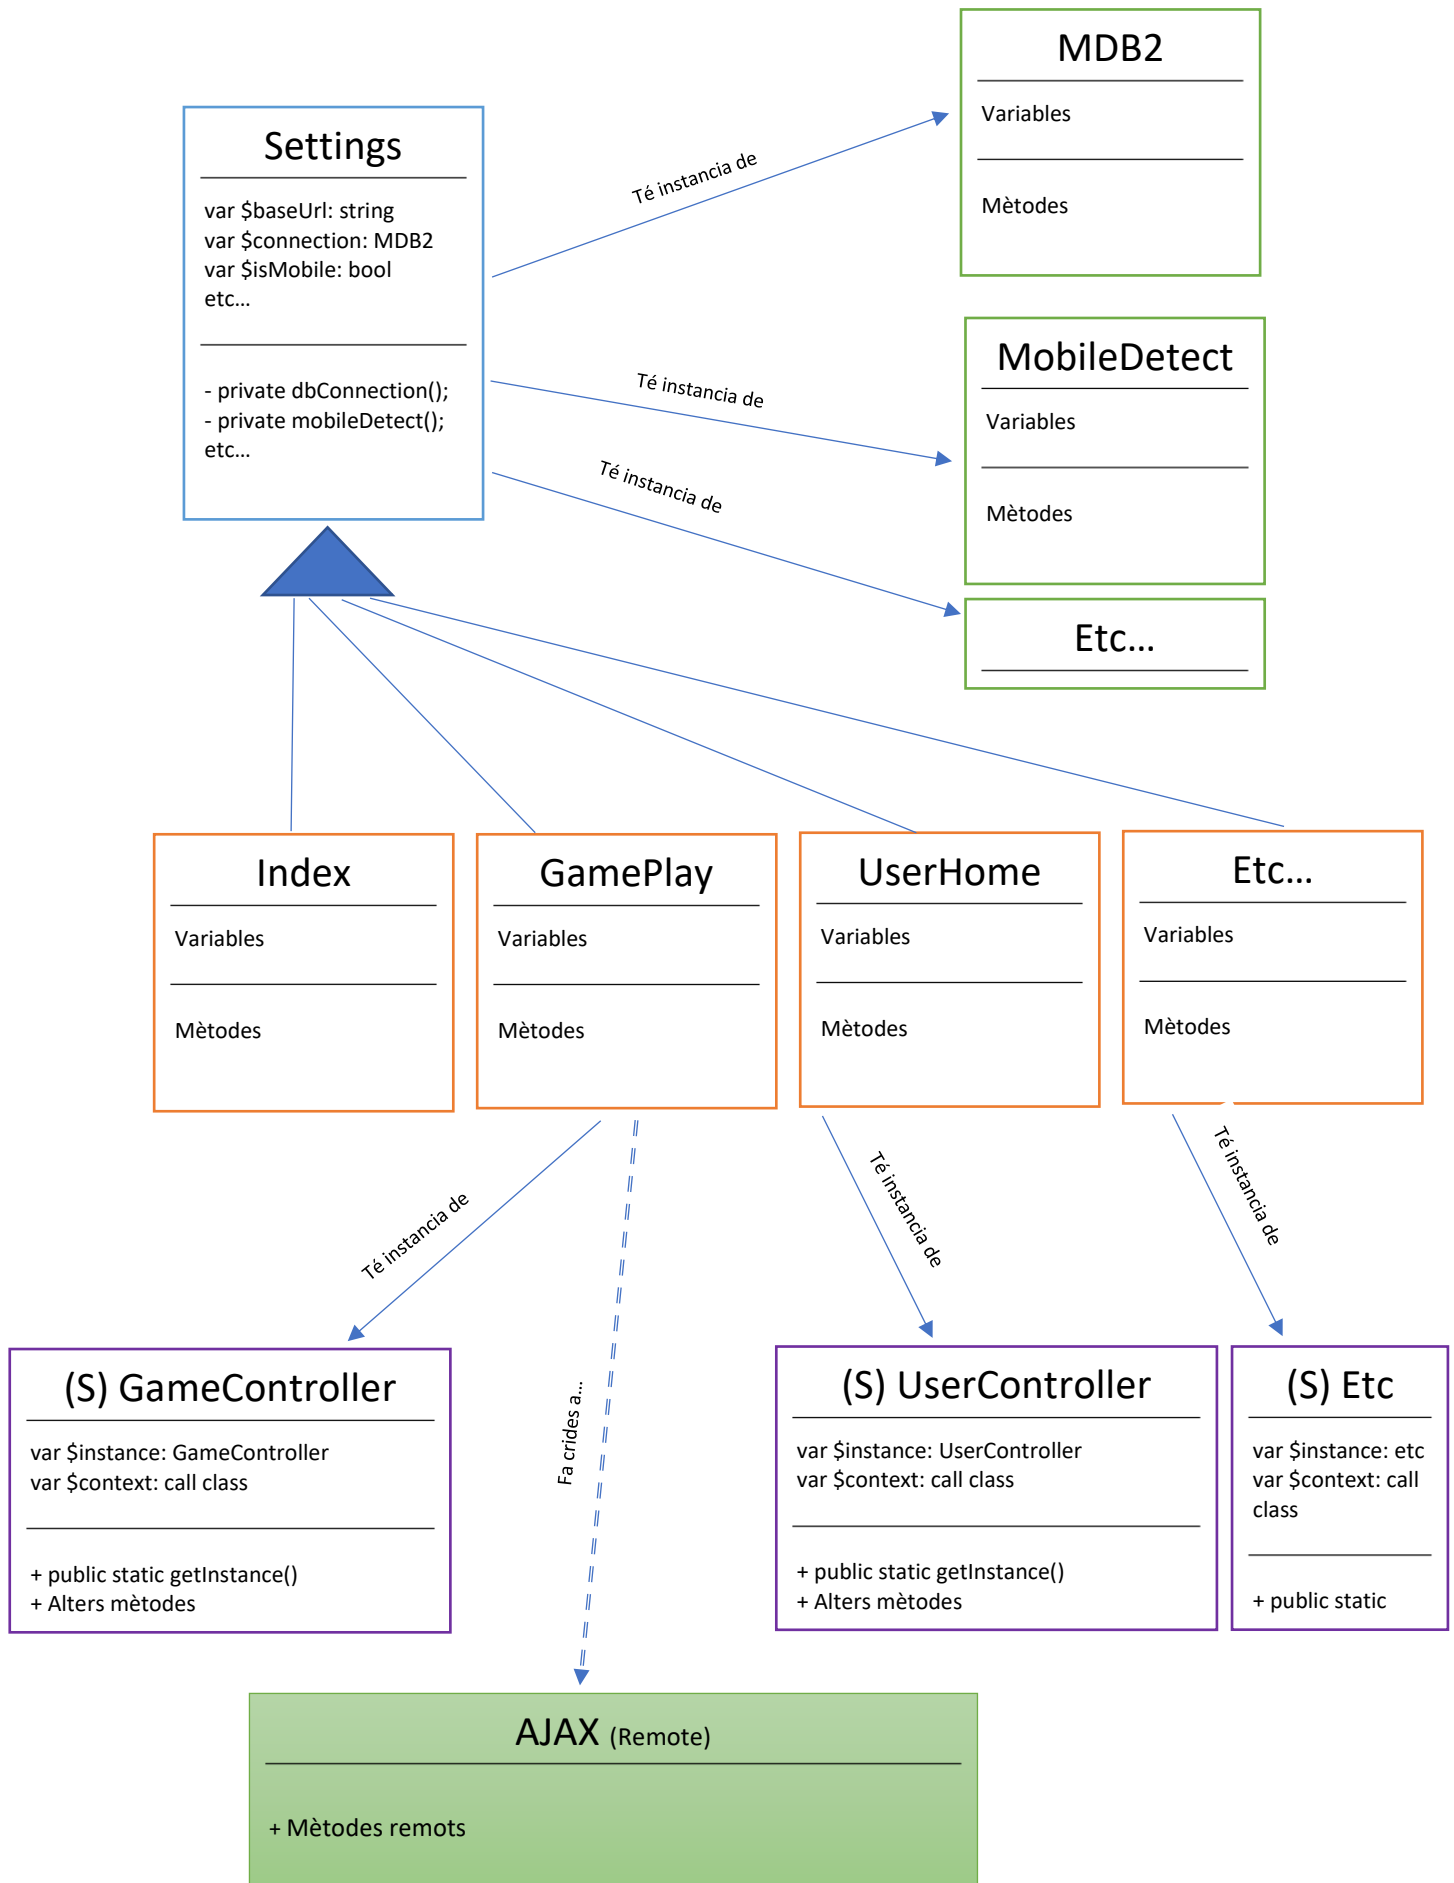 MDB2
Variables
Mètodes
Settings
var $baseUrl: string
var $connection: MDB2
var $isMobile: bool
etc...
- private dbConnection();
- private mobileDetect();
etc...
Té instancia de
Té instancia de
Té instancia de
MobileDetect
Variables
Mètodes
Etc...
Index
Variables
Mètodes
GamePlay
Variables
Mètodes
UserHome
Variables
Mètodes
Etc...
Variables
Mètodes
Té instancia de
Fa crides a...
Té instancia de
Té instancia de
(S) GameController
var $instance: GameController
var $context: call class
+ public static getInstance()
+ Alters mètodes
(S) UserController
var $instance: UserController
var $context: call class
+ public static getInstance()
+ Alters mètodes
(S) Etc
var $instance: etc
var $context: call
class
+ public static
AJAX (Remote)
+ Mètodes remots